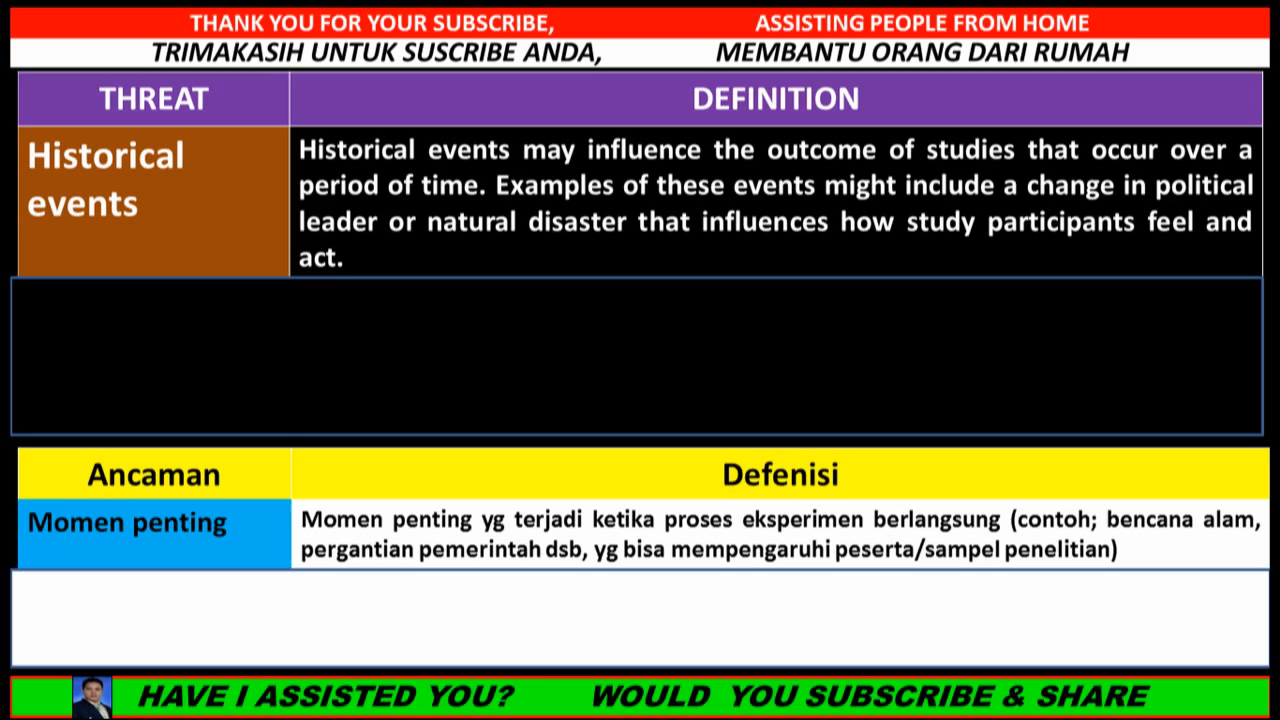 THANK YOU FOR YOUR SUBSCRIBE, ASSISTING PEOPLE FROM HOME
TRIMAKASIH UNTUK SUSCRIBE ANDA, MEMBANTU ORANG DARI RUMAH
THREAT DEFINITION
Historical
events
Historical events may influence the outcome of studies that occur over a
period of time. Examples of these events might include a change in political
leader or natural disaster that influences how study participants feel and
act.
Ancaman Defenisi
Momen penting
Momen penting yg terjadi ketika proses eksperimen berlangsung (contoh; bencana alam,
pergantian pemerintah dsb, yg bisa mempengaruhi peserta/sampel penelitian)
HAVE I ASSISTED YOU? WOULD YOU SUBSCRIBE & SHARE